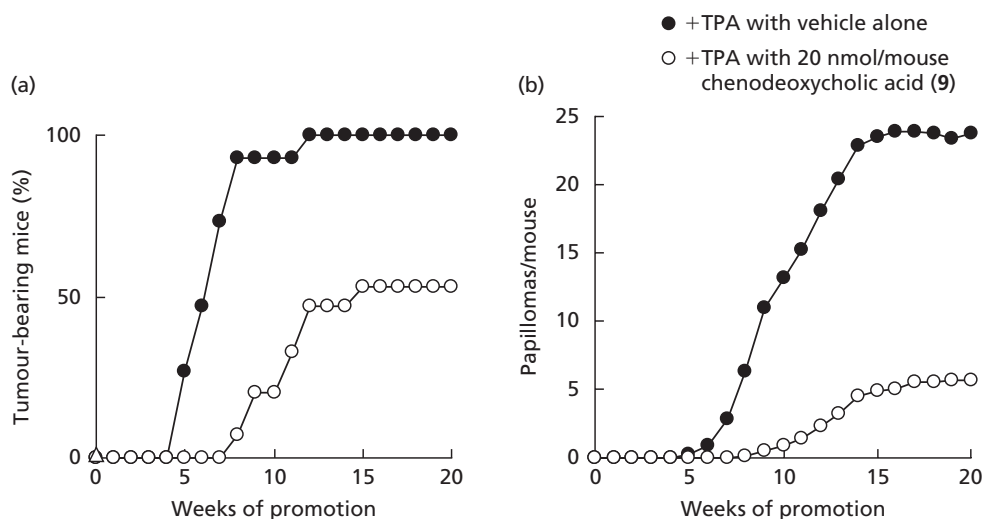 ● +TPA with vehicle alone
○ +TPA with 20 nmol/mouse
chenodeoxycholic acid (9)
(a)
100
50
0
Tumour-bearing mice (%)
0 5 10 15 20
Weeks of promotion
(b)
25
20
15
10
5
0
Papillomas/mouse
0 5 10 15 20
Weeks of promotion